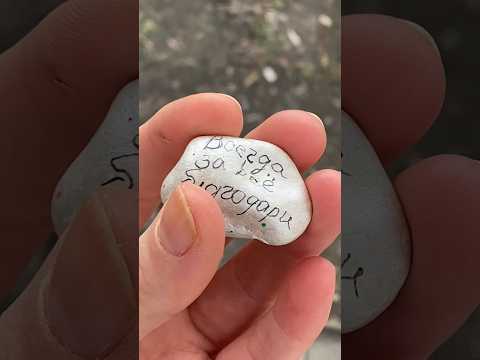 Всегда
за всё
благодари